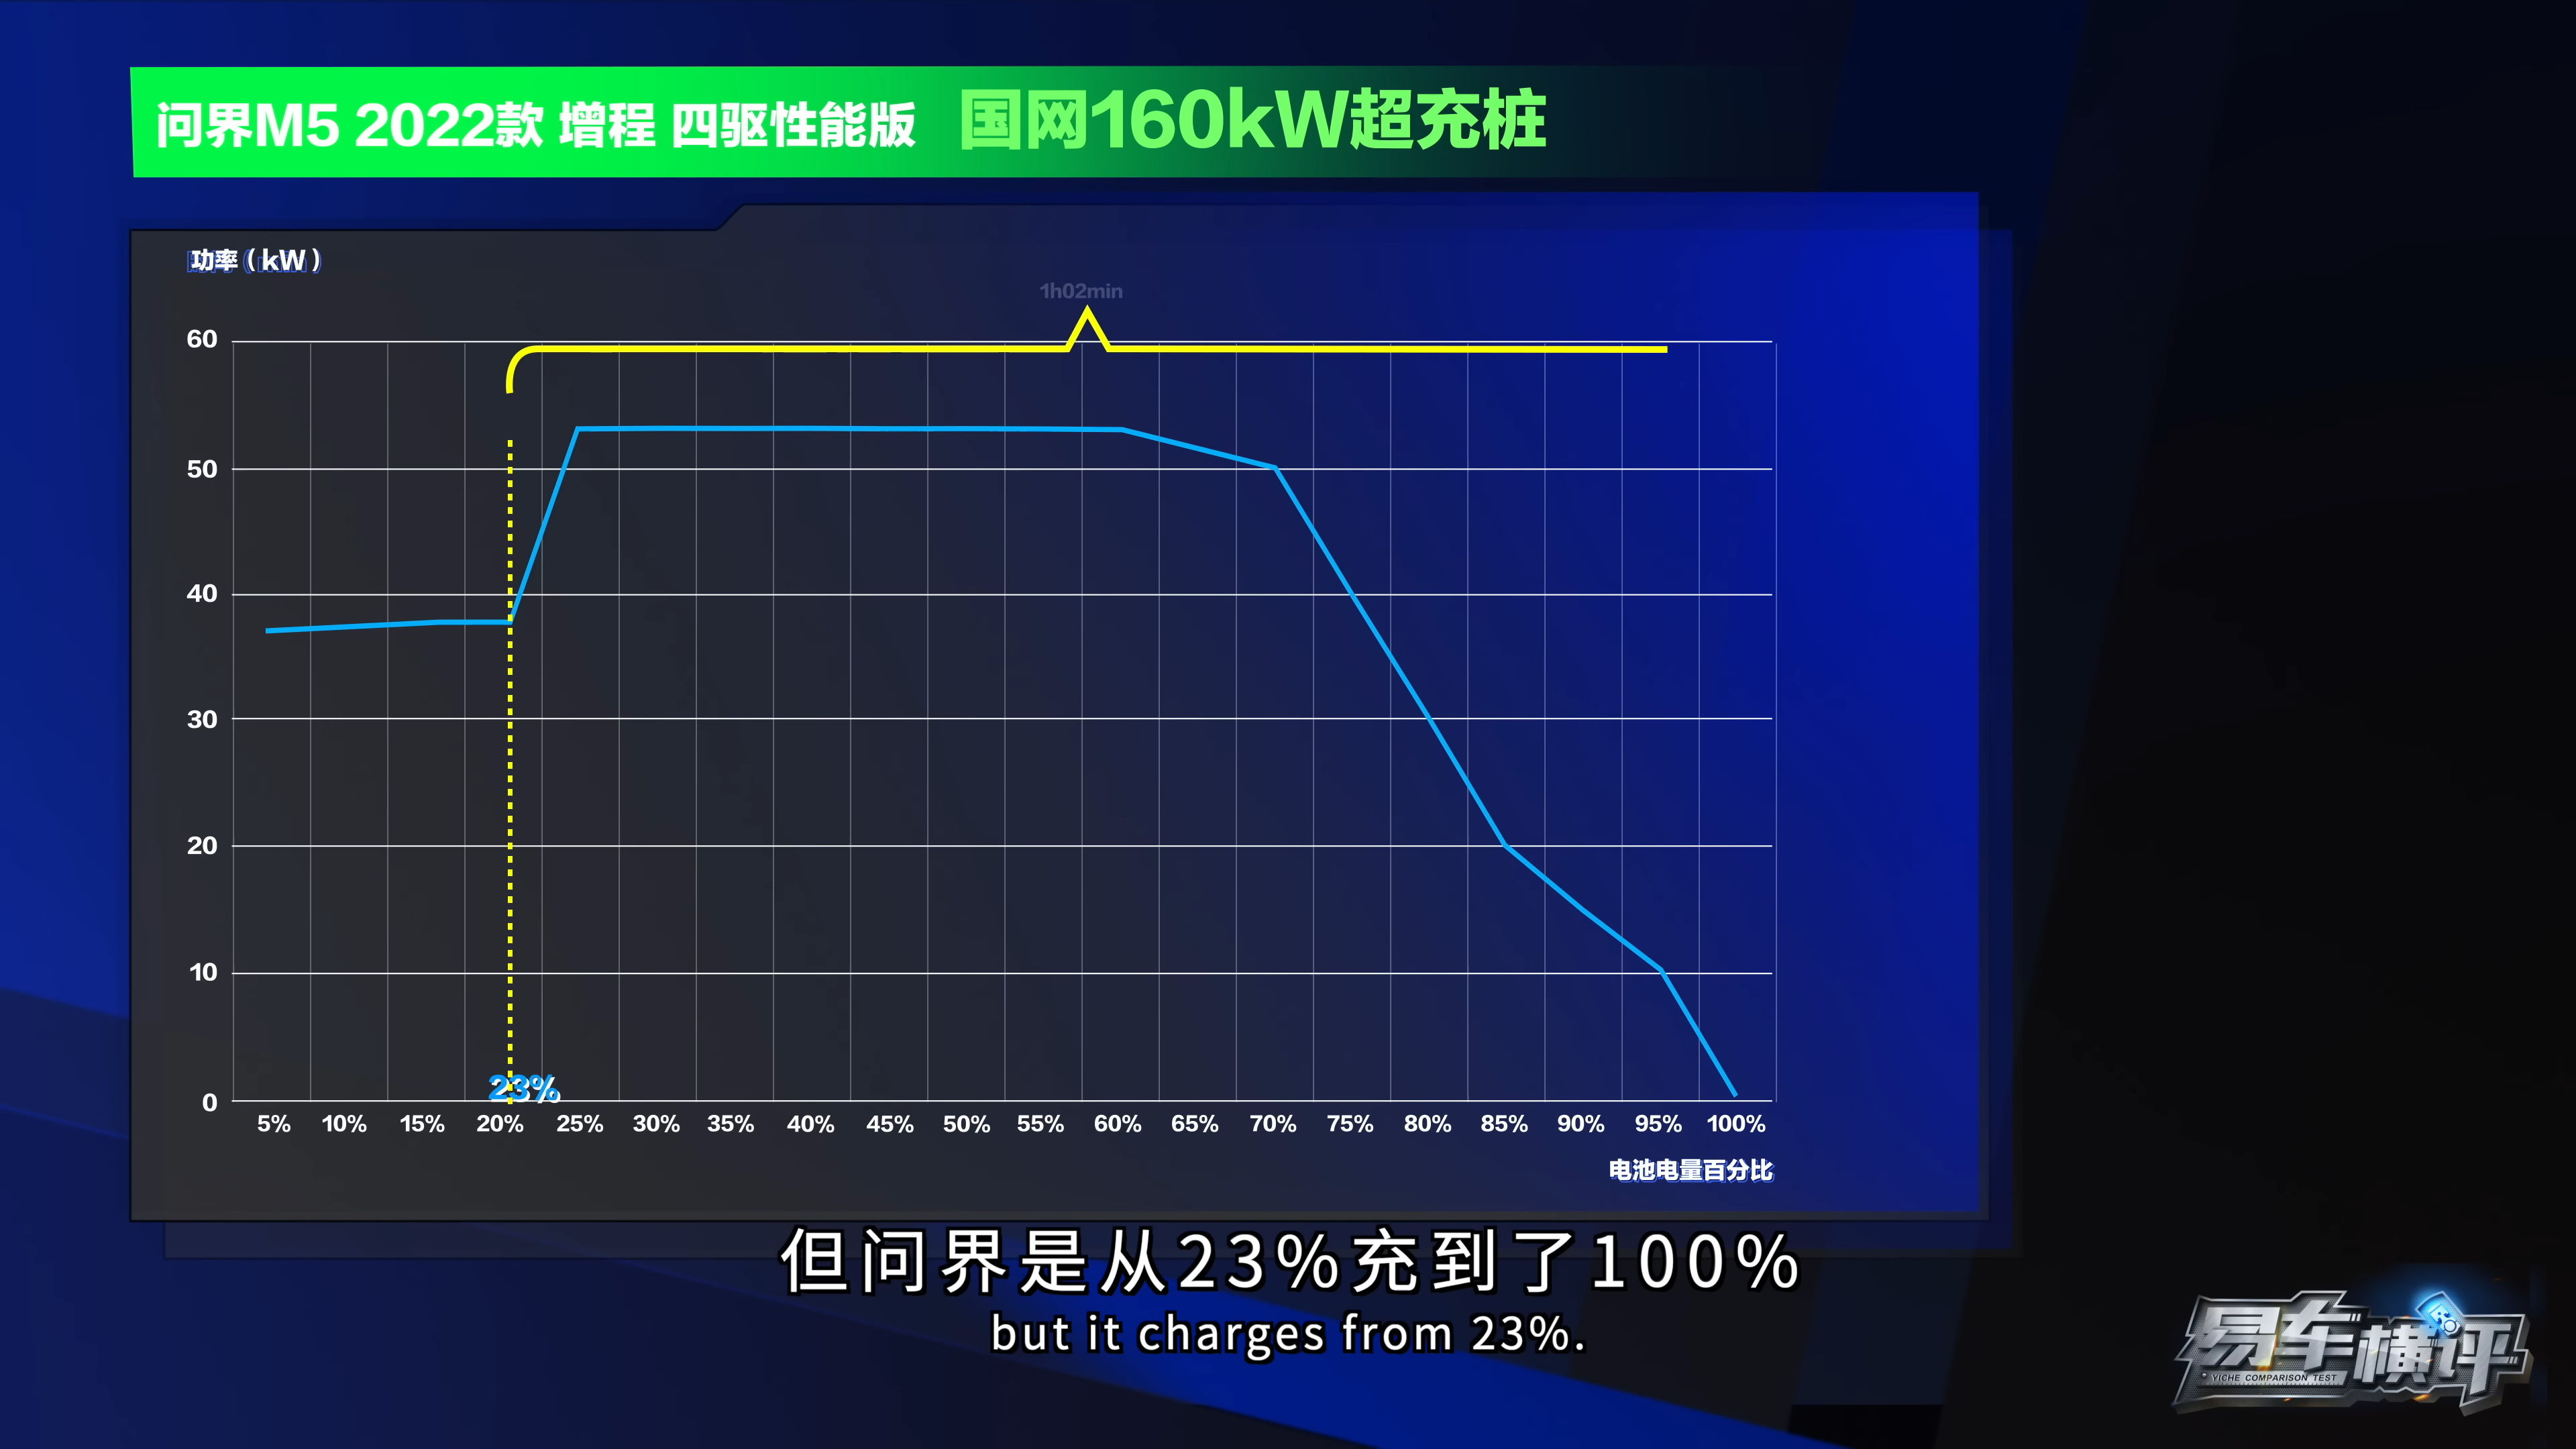 问界M5 2022款 增程 四驱性能版 国网160kW超充桩
功率（kW）
1h02min
60
50
40
30
20
10
0
23%
5% 10% 15% 20% 25% 30% 35% 40% 45% 50% 55% 60% 65% 70% 75% 80% 85% 90% 95% 100%
电池电量百分比
但问界是从23%充到了100%
but it charges from 23%.
易车横评
YICHE COMPARISON TEST